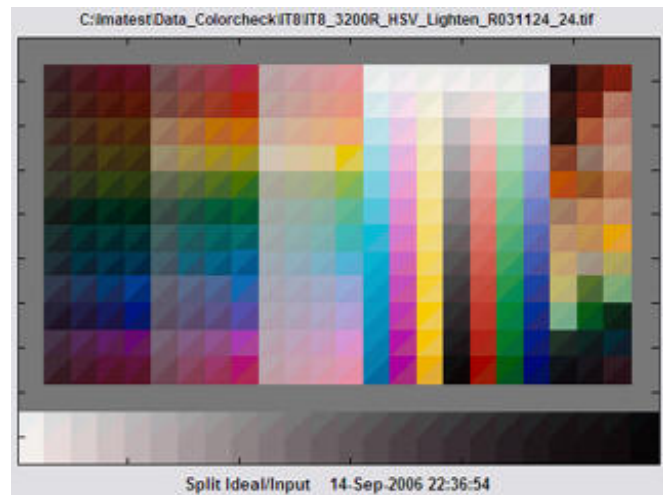 C:\Imatest\Data_Colorcheck\IT8\IT8_3200R_HSV_Lighten_R031124_24.tif
Split Ideal/Input 14-Sep-2006 22:36:54